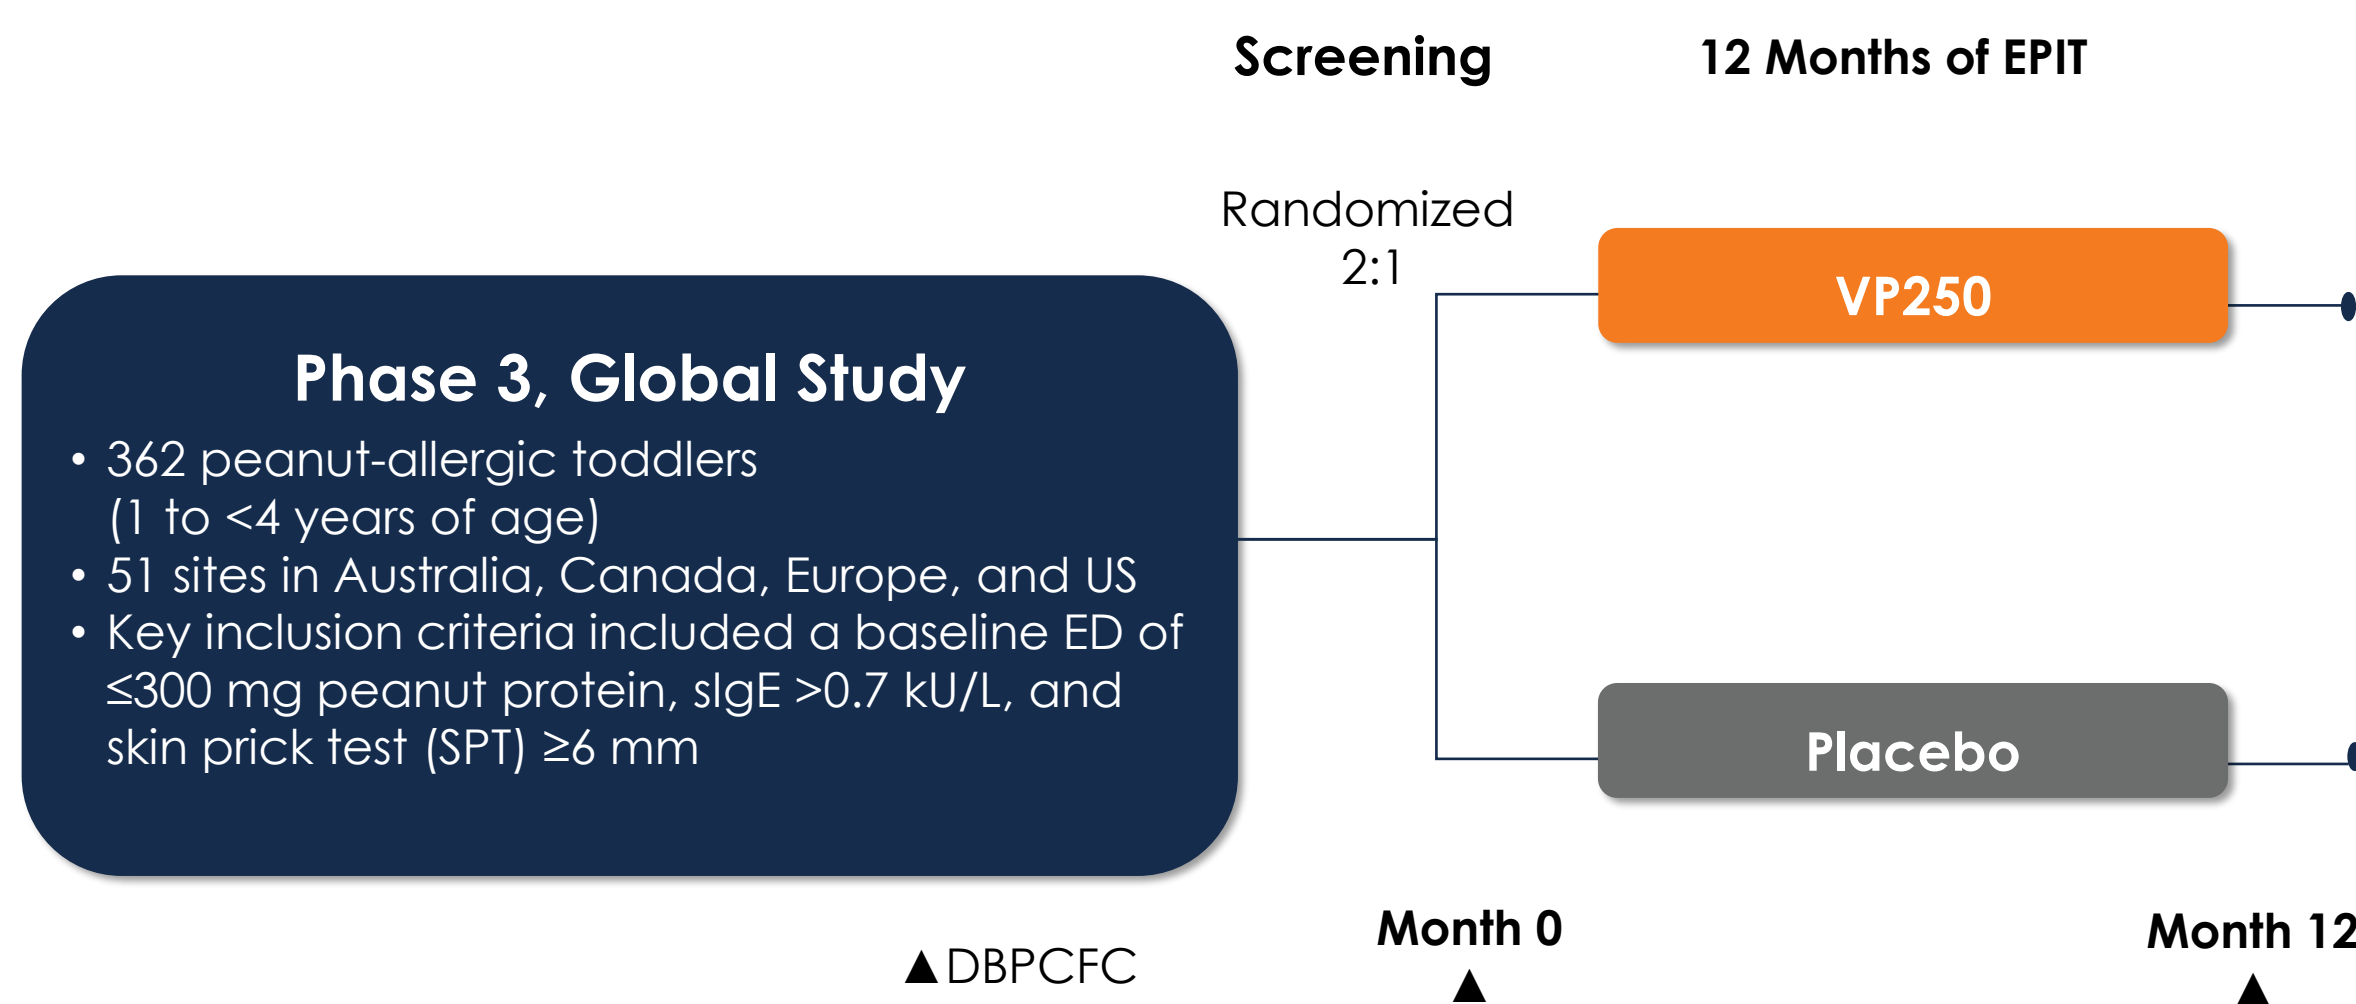 Screening
12 Months of EPIT
Randomized
2:1
VP250
Phase 3, Global Study
• 362 peanut-allergic toddlers
(1 to <4 years of age)
• 51 sites in Australia, Canada, Europe, and US
• Key inclusion criteria included a baseline ED of
≤300 mg peanut protein, sIgE >0.7 kU/L, and
skin prick test (SPT) ≥6 mm
Placebo
Month 0
Month 12
▲DBPCFC
▲
▲